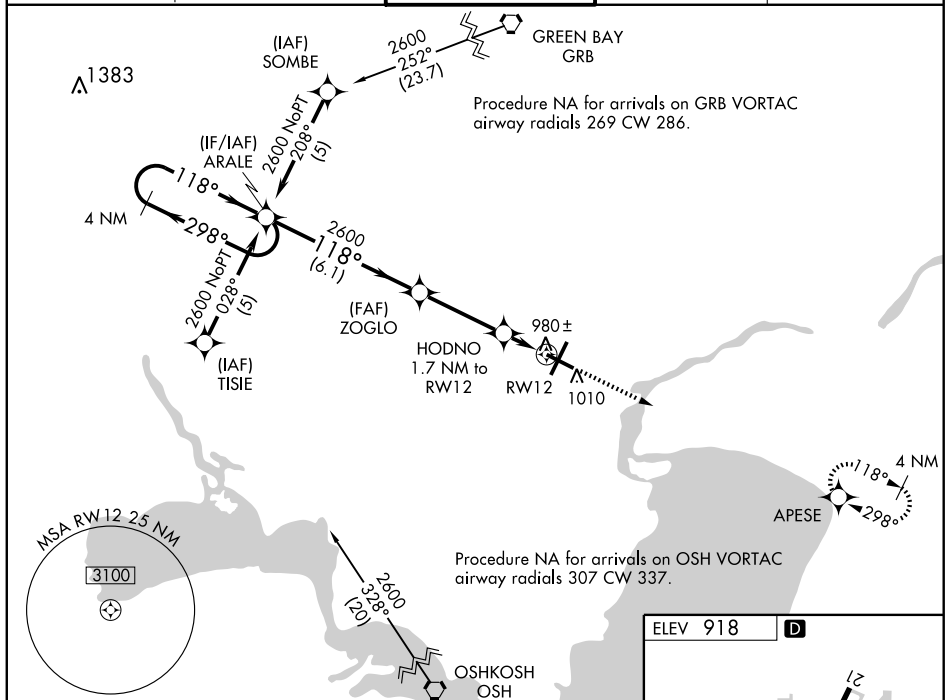 GREEN BAY
GRB
2600
252°
(23.7)
(IAF)
SOMBE
1383
Procedure NA for arrivals on GRB VORTAC
airway radials 269 CW 286.
2600 NoPT
208°
(5)
(IF/IAF)
ARALE
118°
4 NM
298°
2600
118°
(6.1)
2600 NoPT
028°
(5)
(IAF)
TISIE
(FAF)
ZOGLO
HODNO
1.7 NM to
RW12
980±
RW12
1010
118°
4 NM
APESE
298°
MSA RW12 25 NM
3100
Procedure NA for arrivals on OSH VORTAC
airway radials 307 CW 337.
2600
328°
(20)
OSHKOSH
OSH
ELEV 918 D
21